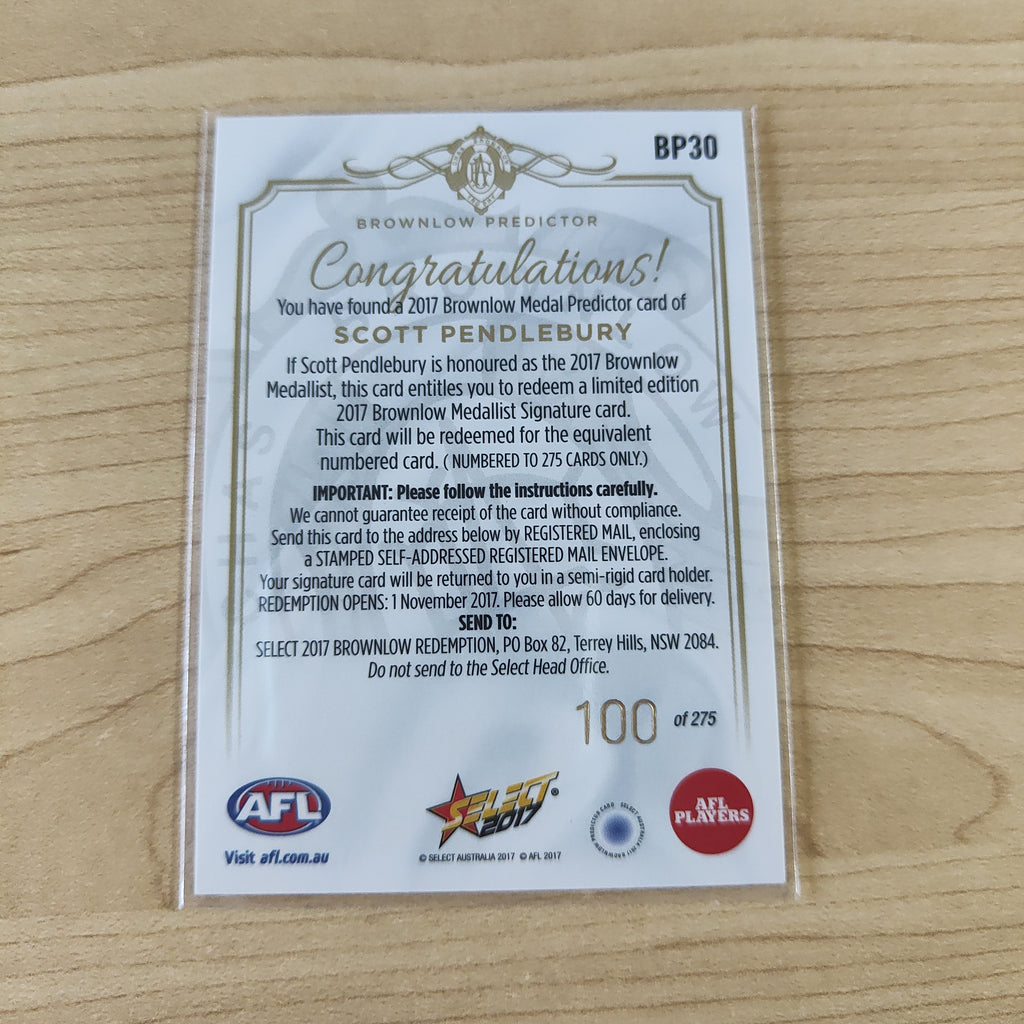 BP30
BROWNLOW PREDICTOR
Congratulations!
You have found a 2017 Brownlow Medal Predictor card of
SCOTT PENDLEBURY
If Scott Pendlebury is honoured as the 2017 Brownlow
Medallist, this card entitles you to redeem a limited edition
2017 Brownlow Medallist Signature card.
This card will be redeemed for the equivalent
numbered card. ( NUMBERED TO 275 CARDS ONLY.)
IMPORTANT: Please follow the instructions carefully.
We cannot guarantee receipt of the card without compliance.
Send this card to the address below by REGISTERED MAIL, enclosing
a STAMPED SELF-ADDRESSED REGISTERED MAIL ENVELOPE.
Your signature card will be returned to you in a semi-rigid card holder.
REDEMPTION OPENS: 1 November 2017. Please allow 60 days for delivery.
SEND TO:
SELECT 2017 BROWNLOW REDEMPTION, PO Box 82, Terrey Hills, NSW 2084.
Do not send to the Select Head Office.
100 of 275
AFL
Visit afl.com.au
SELECT®
2017
© SELECT AUSTRALIA 2017 © AFL 2017
AFL
PLAYERS